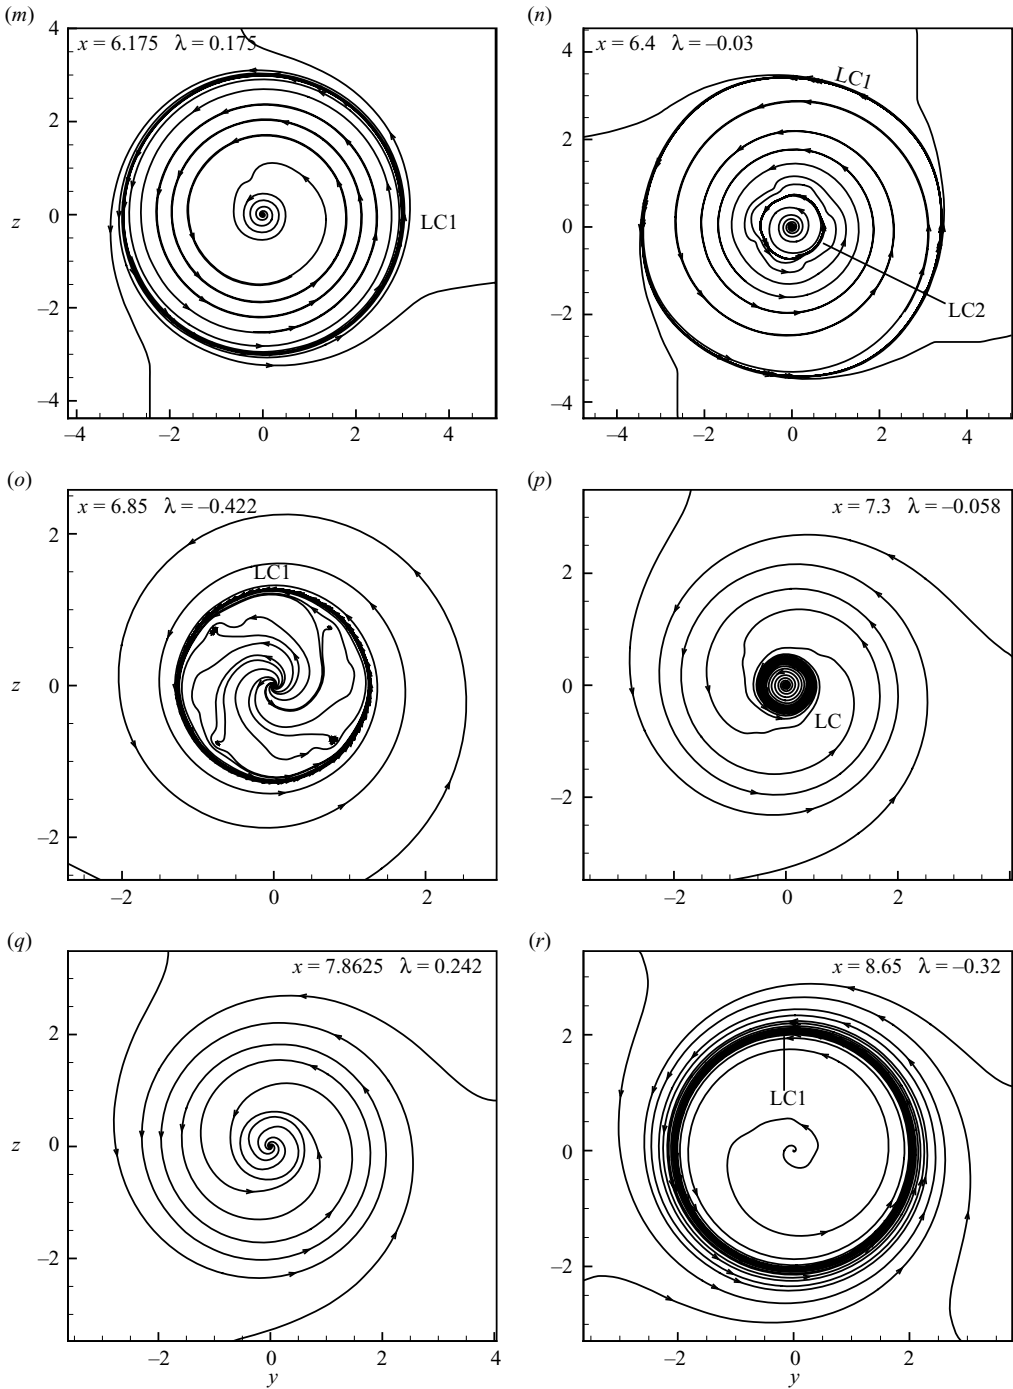 (m)
x = 6.175 λ = 0.175
4
2
z
0
–2
–4
LC1
–4
–2
0
2
4
(n)
x = 6.4 λ = –0.03
4
2
0
–2
–4
LC1
LC2
–4
–2
0
2
4
(o)
x = 6.85 λ = –0.422
2
z
0
–2
LC1
–2
0
2
(p)
x = 7.3 λ = –0.058
2
0
–2
LC
–2
0
2
(q)
x = 7.8625 λ = 0.242
2
z
0
–2
–2
0
2
4
y
(r)
x = 8.65 λ = –0.32
2
0
–2
LC1
–2
0
2
y